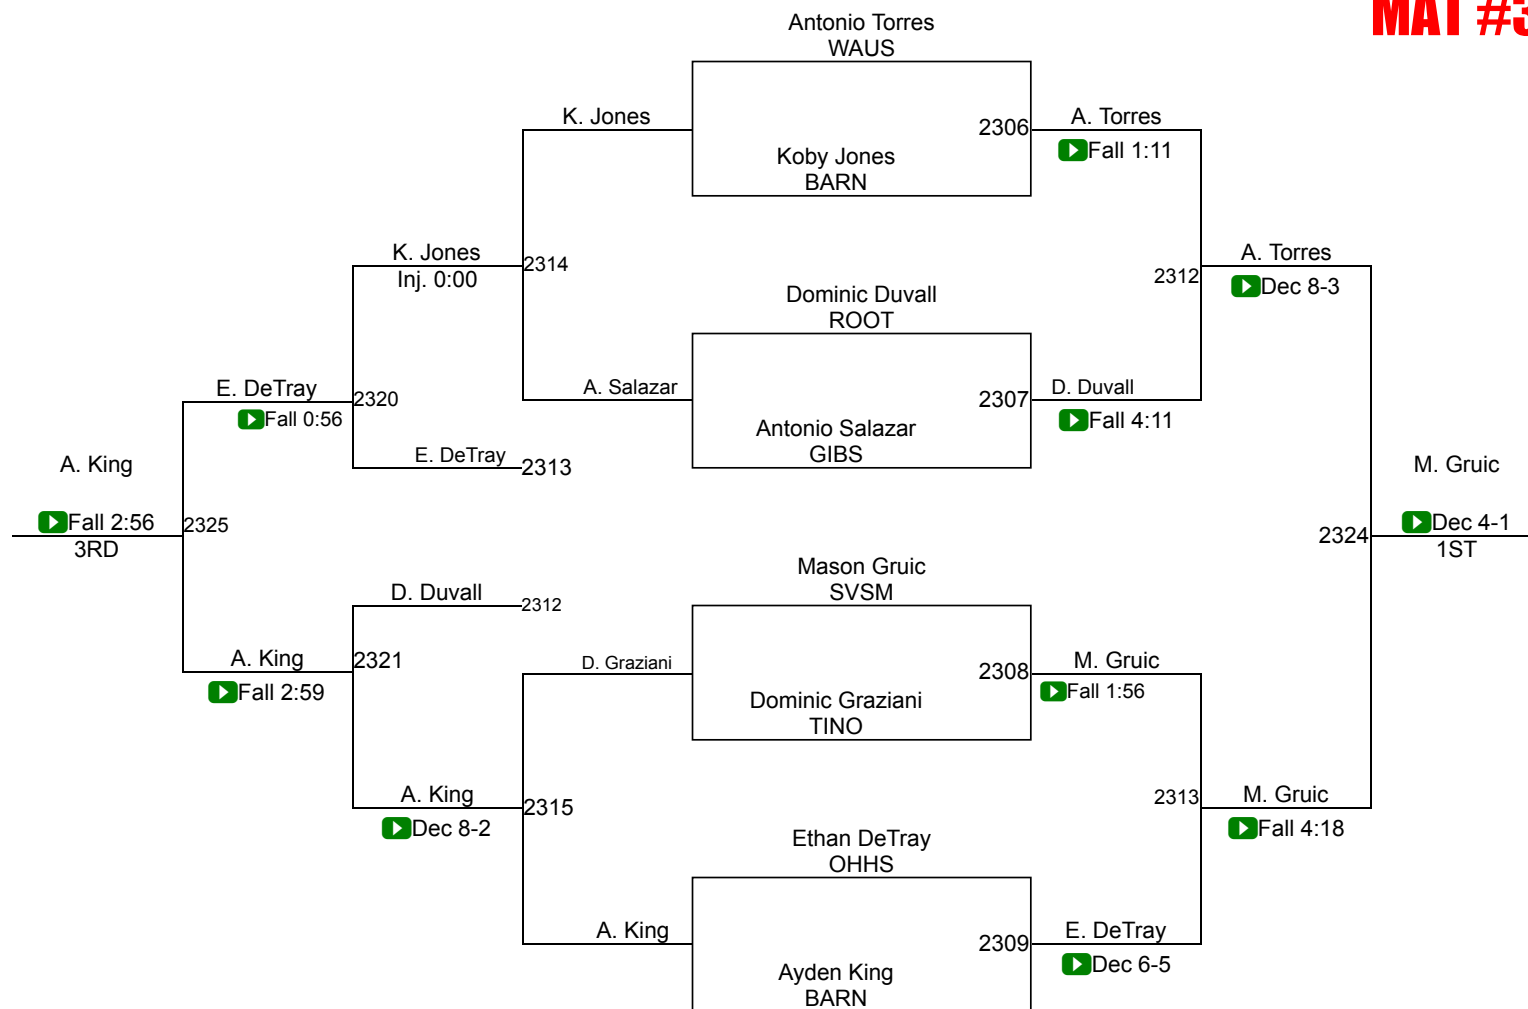 MAT #3
Antonio Torres
WAUS
K. Jones
2306
A. Torres
Fall 1:11
Koby Jones
BARN
K. Jones
Inj. 0:00
2314
2312
A. Torres
Dec 8-3
Dominic Duvall
ROOT
E. DeTray
Fall 0:56
2320
A. Salazar
2307
D. Duvall
Fall 4:11
Antonio Salazar
GIBS
E. DeTray
2313
A. King
Fall 2:56
3RD
2325
M. Gruic
Dec 4-1
1ST
2324
Mason Gruic
SVSM
D. Duvall
2312
A. King
Fall 2:59
2321
D. Graziani
2308
M. Gruic
Fall 1:56
Dominic Graziani
TINO
A. King
Dec 8-2
2315
2313
M. Gruic
Fall 4:18
Ethan DeTray
OHHS
A. King
2309
E. DeTray
Dec 6-5
Ayden King
BARN